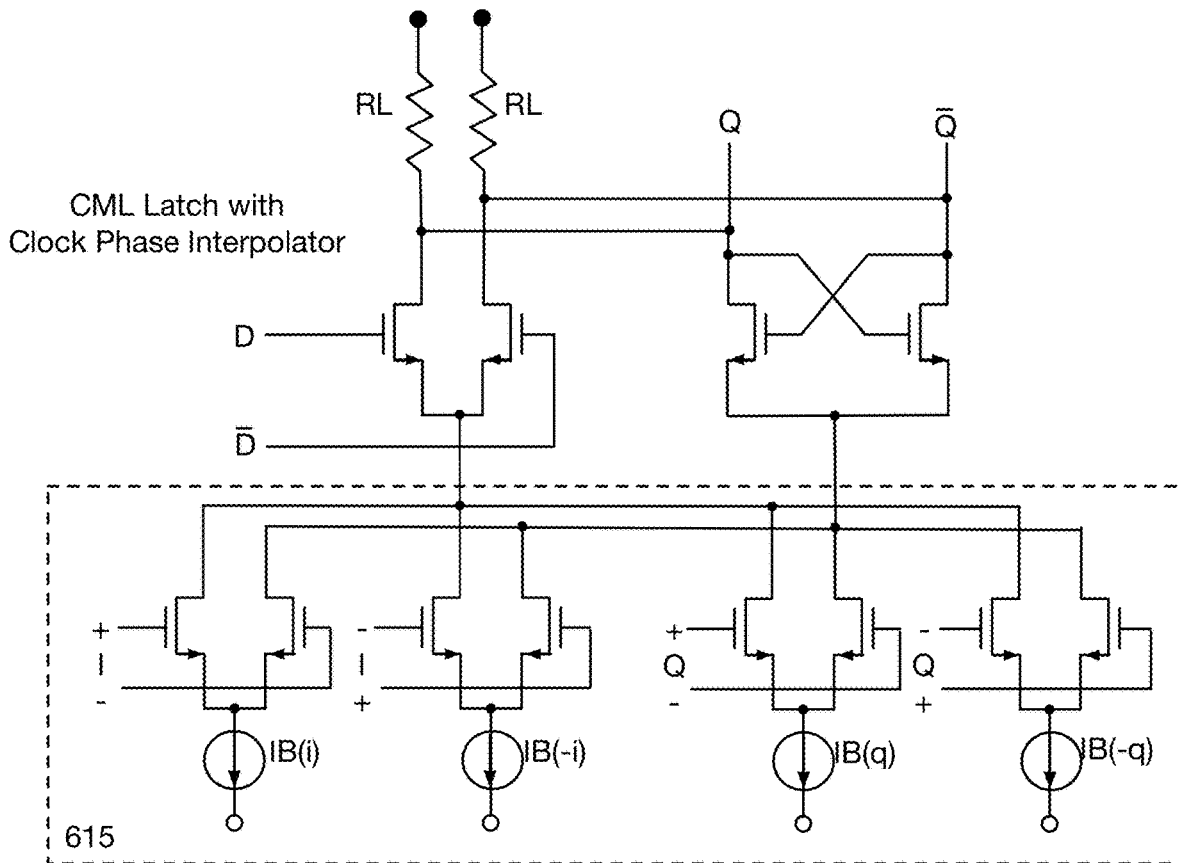 RL
RL
Q
Q̅
CML Latch with
Clock Phase Interpolator
D
D̅
+
I
-
-
I
+
+
Q
-
-
Q
+
IB(i)
IB(-i)
IB(q)
IB(-q)
615